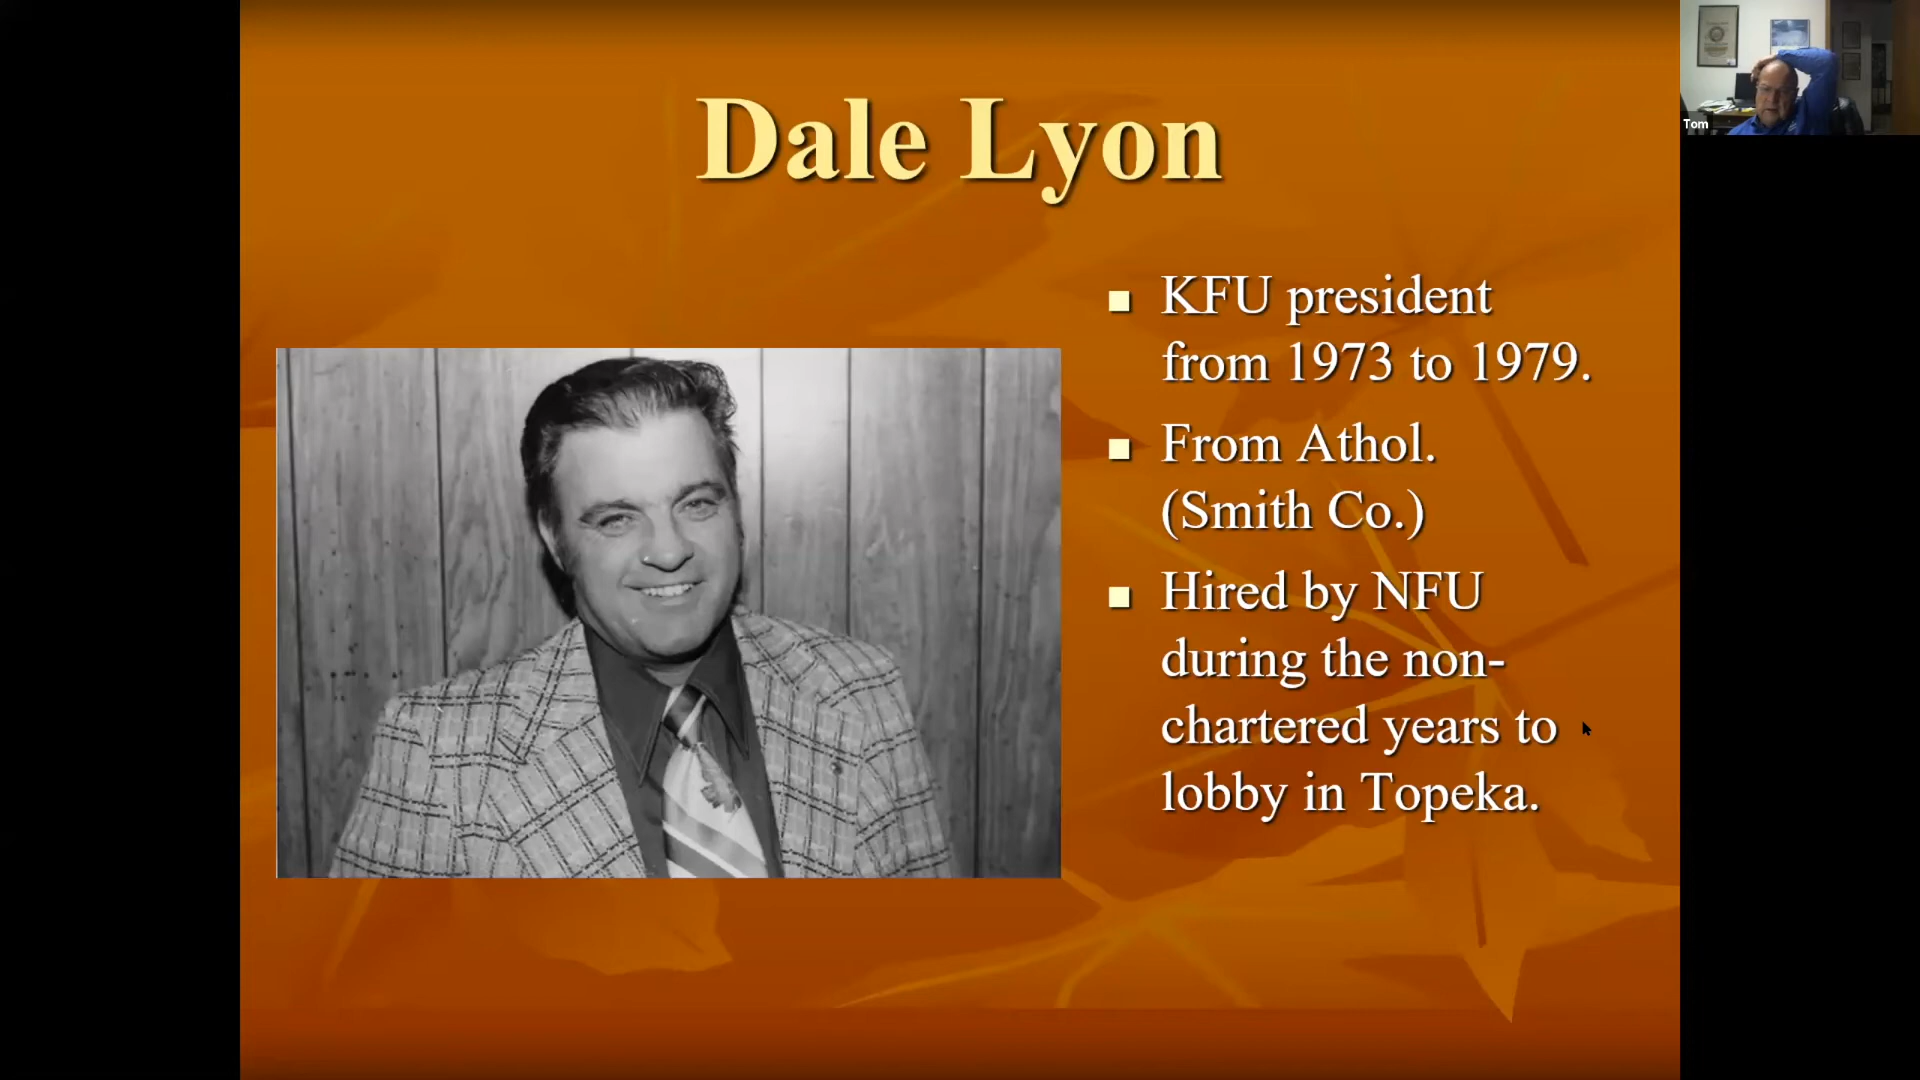 Dale Lyon
KFU president
from 1973 to 1979.
From Athol.
(Smith Co.)
Hired by NFU
during the non-
chartered years to
lobby in Topeka.
Tom